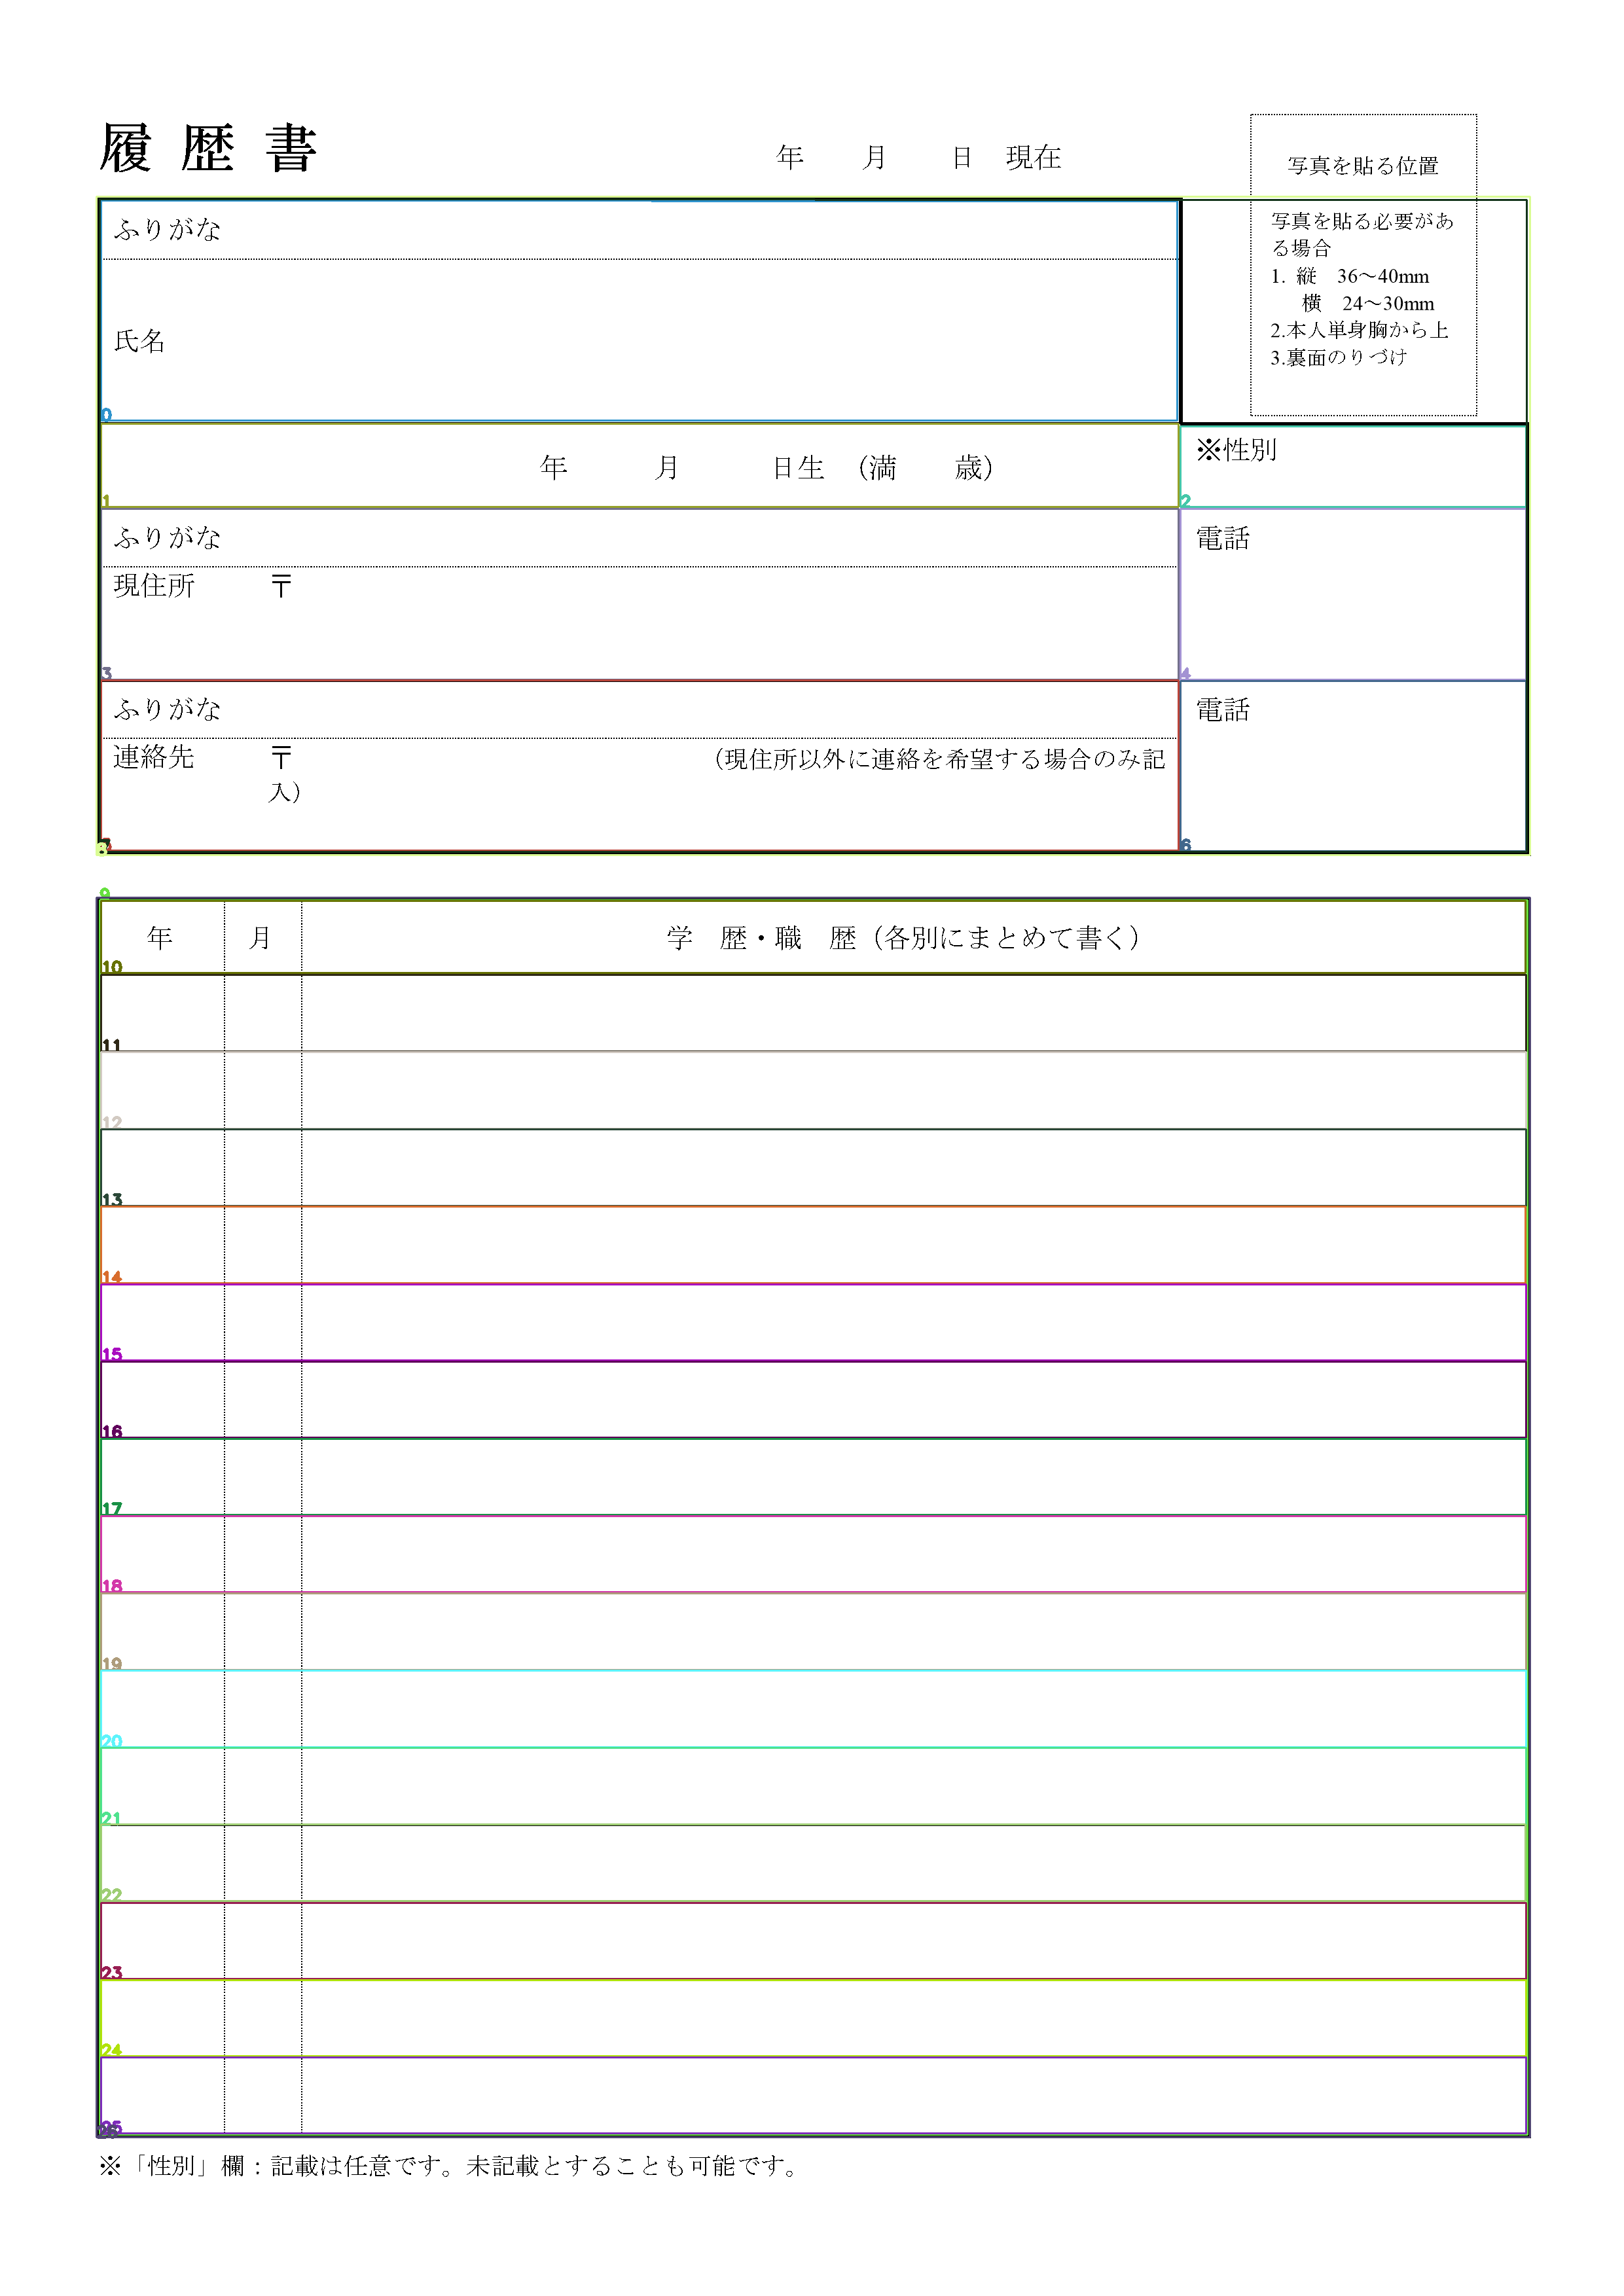 履歴書
年　月　日　現在
写真を貼る位置
写真を貼る必要があ
る場合
1. 縦　36～40mm
横　24～30mm
2.本人単身胸から上
3.裏面のりづけ
ふりがな
氏名
0
年　月　日生　（満　歳）
※性別
1
2
ふりがな
電話
現住所　〒
3
4
ふりがな
電話
連絡先　〒　（現住所以外に連絡を希望する場合のみ記
入）
6
8
9
年　月　学　歴・職　歴（各別にまとめて書く）
10
11
12
13
14
15
16
17
18
19
20
21
22
23
24
25
※「性別」欄：記載は任意です。未記載とすることも可能です。